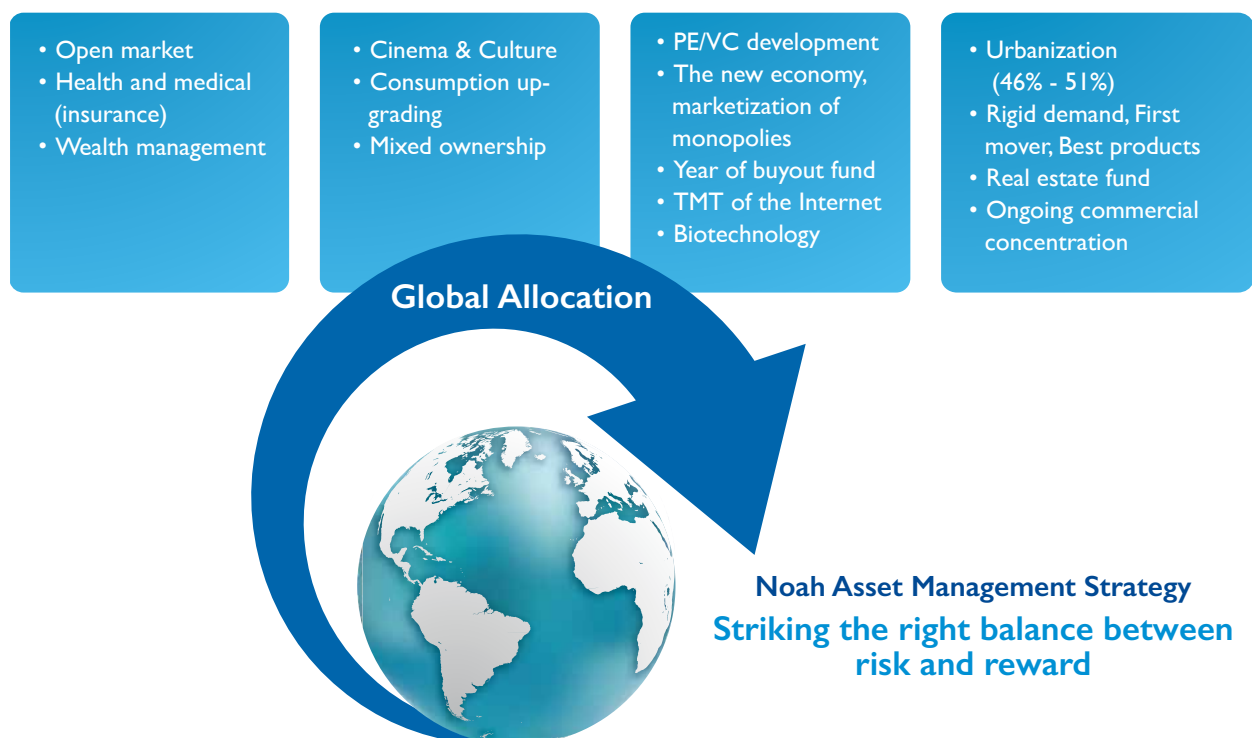 • Open market
• Health and medical
(insurance)
• Wealth management
• Cinema & Culture
• Consumption up-
grading
• Mixed ownership
• PE/VC development
• The new economy,
marketization of
monopolies
• Year of buyout fund
• TMT of the Internet
• Biotechnology
• Urbanization
(46% - 51%)
• Rigid demand, First
mover, Best products
• Real estate fund
• Ongoing commercial
concentration
Global Allocation
Noah Asset Management Strategy
Striking the right balance between
risk and reward